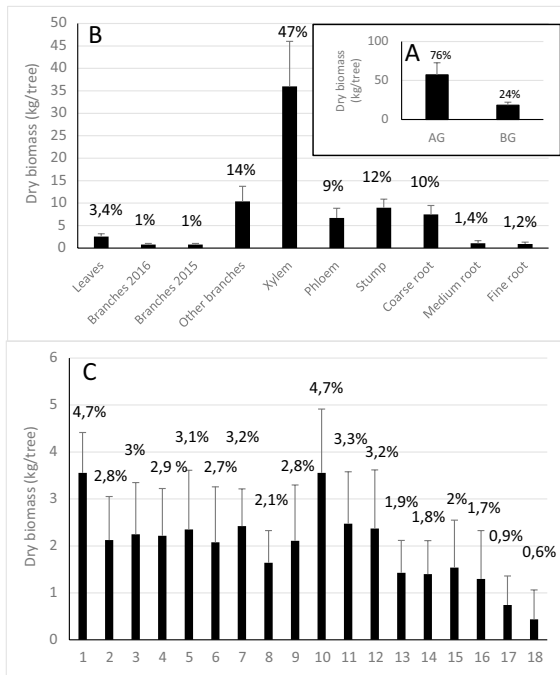 B
Dry biomass (kg/tree)
50
45
40
35
30
25
20
15
10
5
0
3,4%
1%
1%
14%
47%
9%
12%
10%
1,4%
1,2%
Leaves
Branches 2016
Branches 2015
Other branches
Xylem
Phloem
Stump
Coarse root
Medium root
Fine root
A
Dry biomass
(kg/tree)
100
50
0
76%
24%
AG
BG
C
Dry biomass (kg/tree)
6
5
4
3
2
1
0
4,7%
2,8%
3%
2,9 %
3,1%
2,7%
3,2%
2,1%
2,8%
4,7%
3,3%
3,2%
1,9%
1,8%
2%
1,7%
0,9%
0,6%
1 2 3 4 5 6 7 8 9 10 11 12 13 14 15 16 17 18